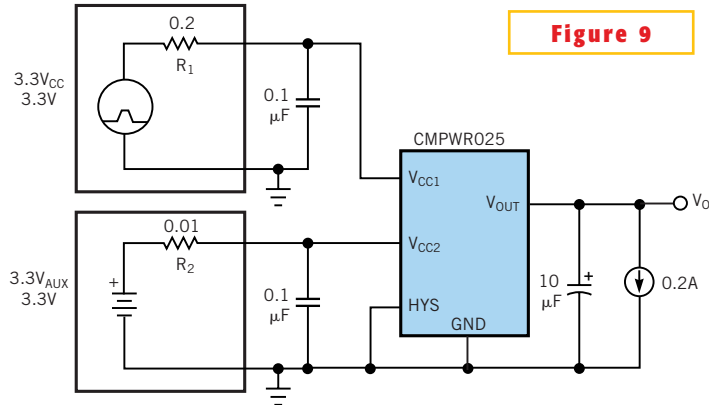 Figure 9
0.2
R1
3.3VCC
3.3V
0.1
µF
CMPWR025
VCC1
VOUT
VO
0.01
R2
VCC2
3.3VAUX
3.3V
+
0.1
µF
HYS
GND
10
µF
+
0.2A